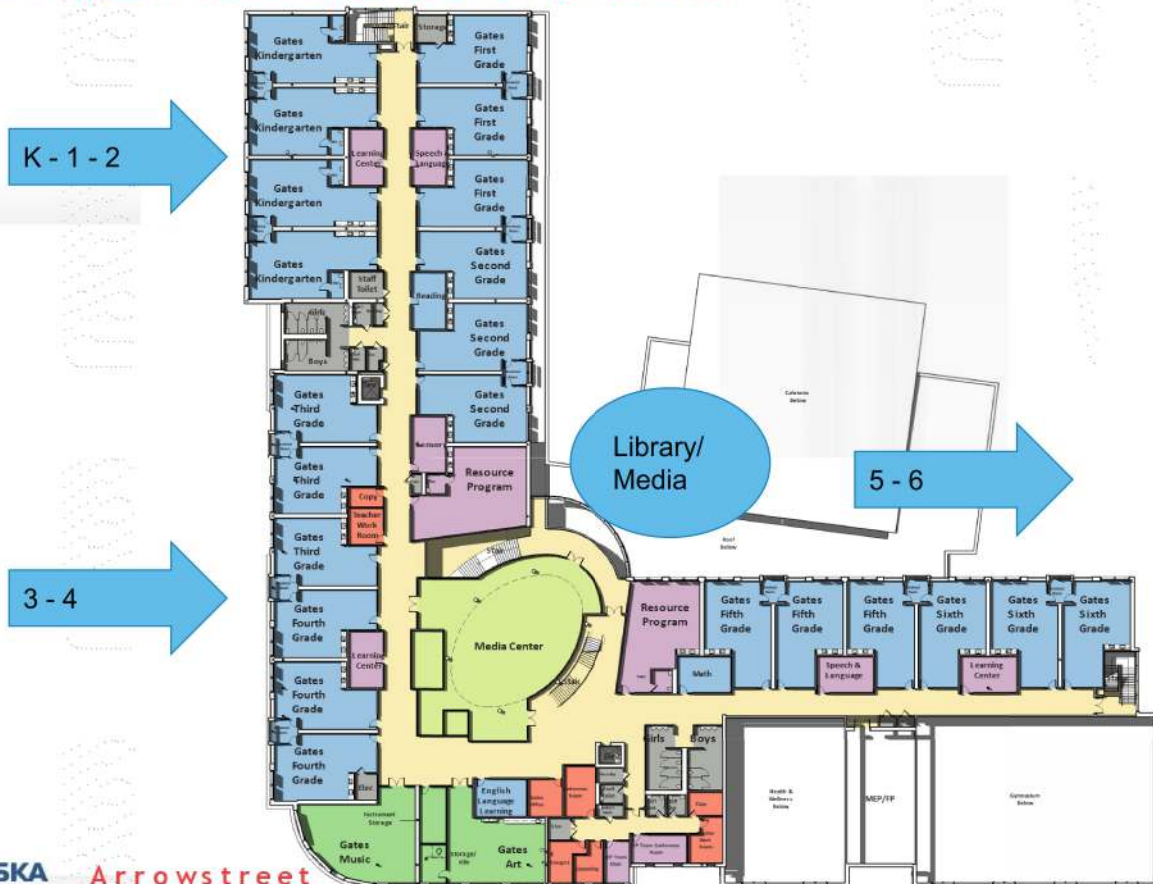 K - 1 - 2
3 - 4
5 - 6
Library/
Media
Stair
Storage
Gates
Kindergarten
Gates
First
Grade
Gates
Kindergarten
Gates
First
Grade
Learning
Center
Speech &
Language
Gates
Kindergarten
Gates
First
Grade
Gates
Kindergarten
Gates
Second
Grade
Staff
Toilet
Reading
Girls
Boys
Gates
Second
Grade
Gates
Third
Grade
Gates
Second
Grade
Gates
Third
Grade
Resource
Program
Copy
Teacher
Work
Room
Gates
Third
Grade
Stair
Gates
Fourth
Grade
Learning
Center
Media Center
Stair
Gates
Fourth
Grade
Gates
Fourth
Grade
Elec
Cafeteria
Below
Roof
Below
Resource
Program
Math
Gates
Fifth
Grade
Gates
Fifth
Grade
Gates
Fifth
Grade
Speech &
Language
Gates
Sixth
Grade
Gates
Sixth
Grade
Learning
Center
Gates
Sixth
Grade
Girls
Boys
English
Language
Learning
Instrument
Storage
Gates
Music
Storage/
Gates
Art
Health &
Wellness
Below
MEP/FP
Gymnasium
Below
SKA
Arrowstreet